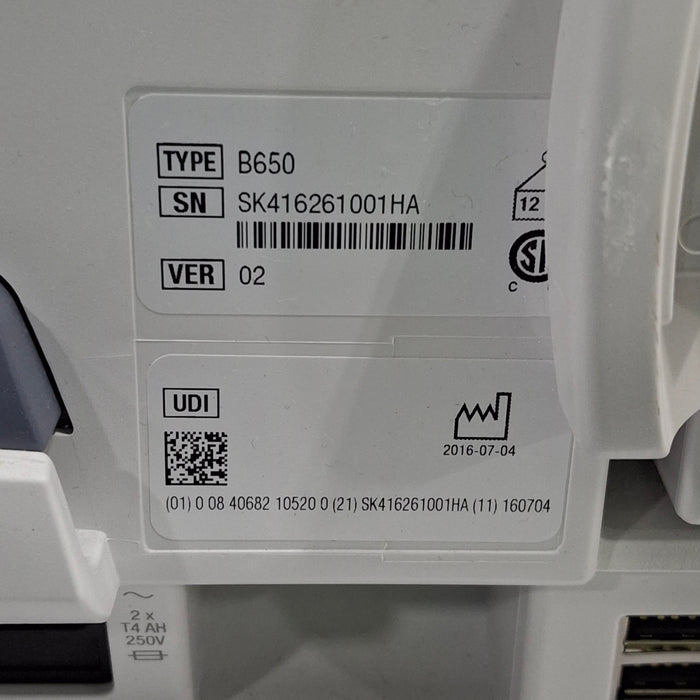 TYPE B650
SN SK416261001HA
12
VER 02
C
UDI
2016-07-04
(01) 0 08 40682 10520 0 (21) SK416261001HA (11) 160704
2 x
T4 AH
250V